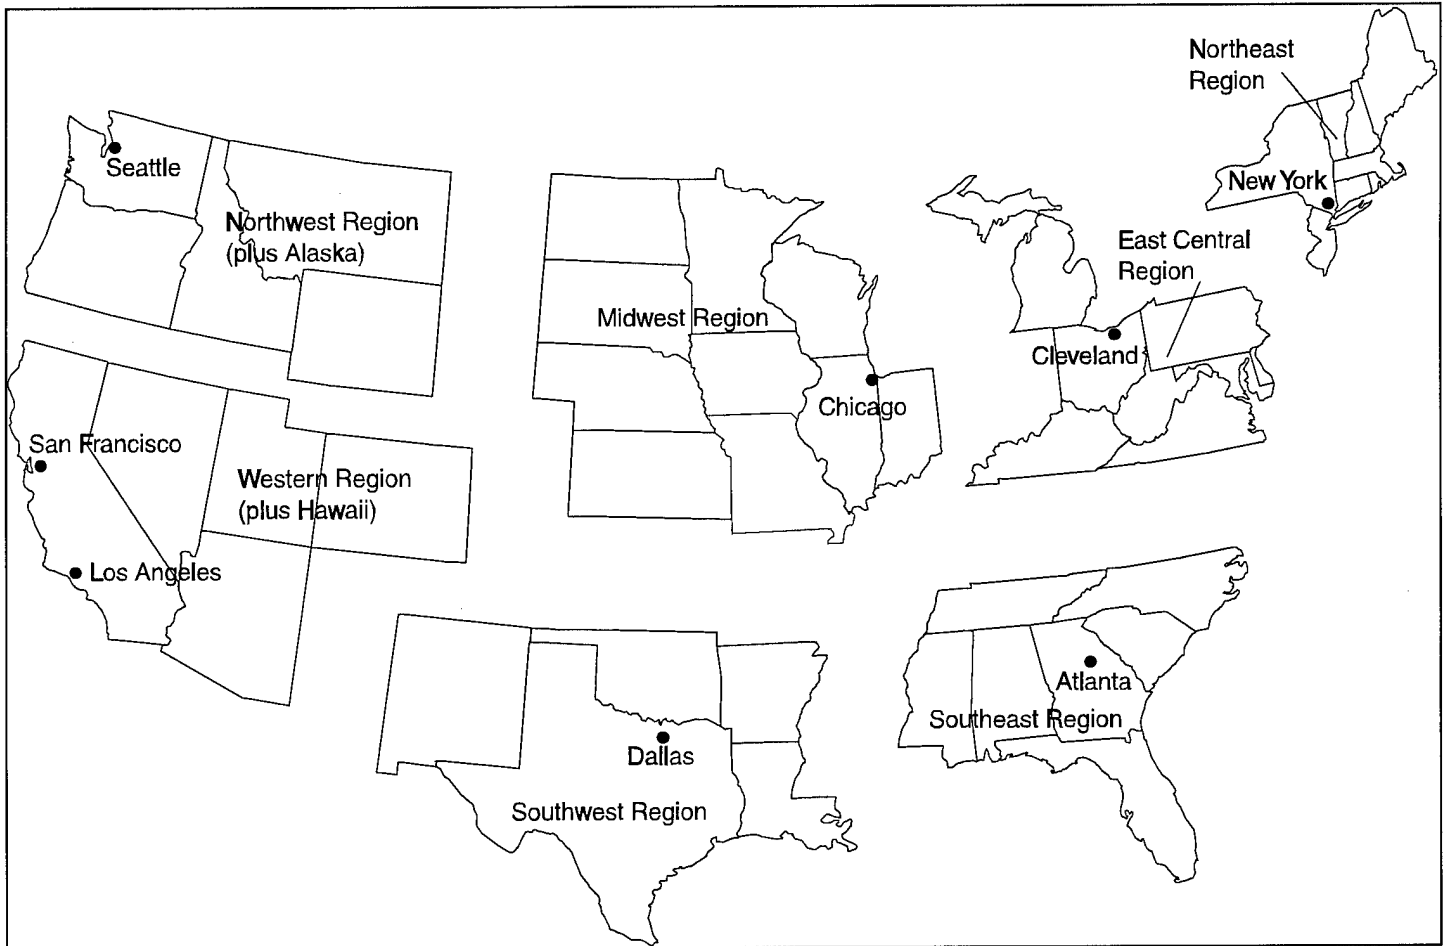 Northeast
Region
Seattle
New York
Northwest Region
(plus Alaska)
East Central
Region
Midwest Region
Cleveland
Chicago
San Francisco
Western Region
(plus Hawaii)
Los Angeles
Atlanta
Southeast Region
Dallas
Southwest Region